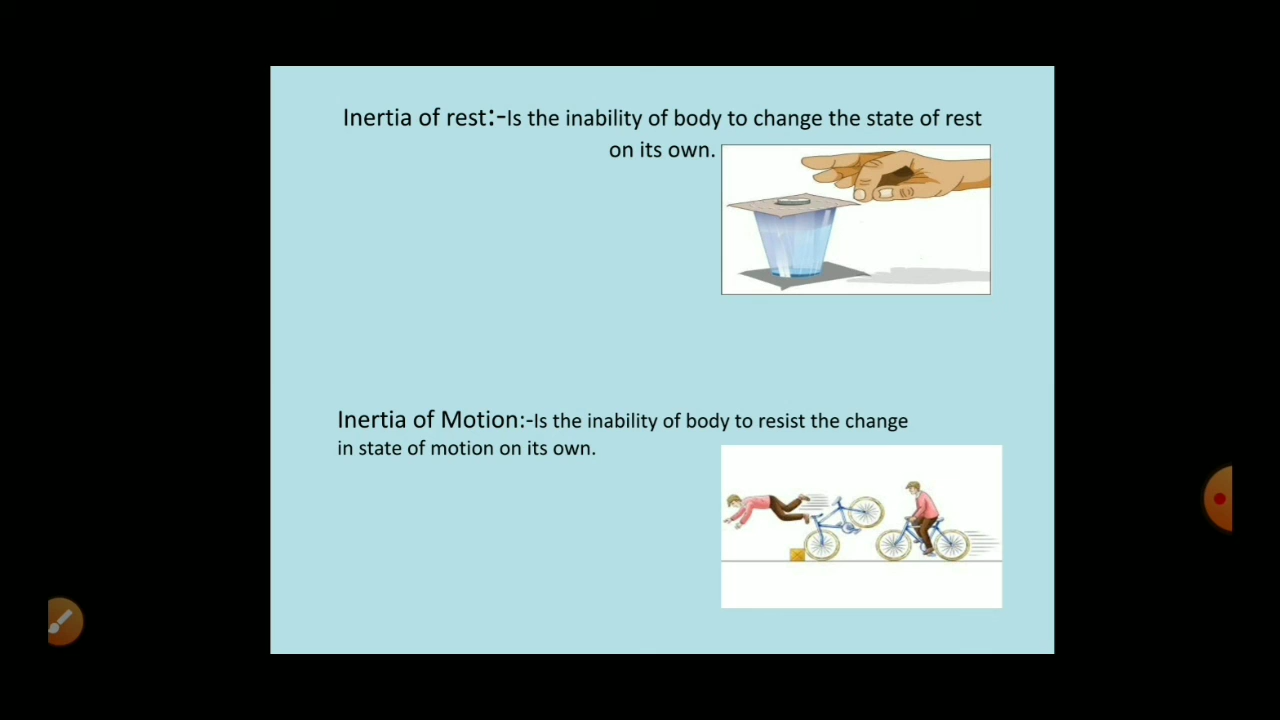 Inertia of rest:-Is the inability of body to change the state of rest
on its own.
Inertia of Motion:-Is the inability of body to resist the change
in state of motion on its own.